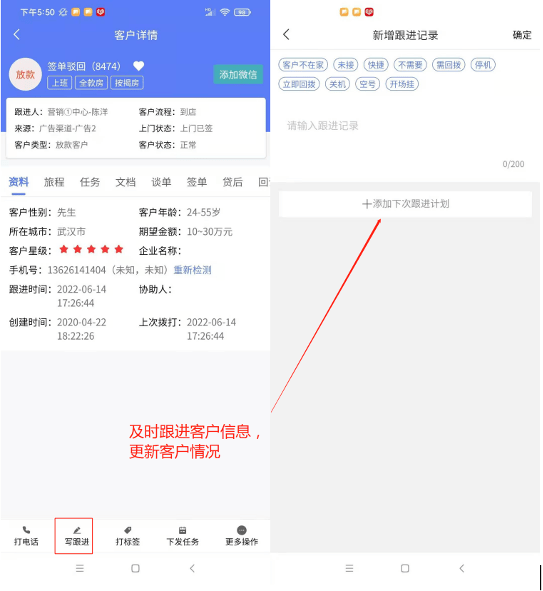 下午5:50
客户详情
放款
签单驳回（8474）
上班 全款房 按揭房
添加微信
跟进人：营销①中心-陈洋 客户流程：到店
来源：广告渠道-广告2 上门状态：上门已签
客户类型：放款客户 客户状态：正常
资料 旅程 任务 文档 谈单 签单 贷后 回
客户性别：先生 客户年龄：24-55岁
所在城市：武汉市 期望金额：10~30万元
客户星级： 企业名称：
手机号：13626141404（未知，未知）重新检测
跟进时间：2022-06-14 协助人：
17:26:44
创建时间：2020-04-22 上次拨打：2022-06-14
18:22:26 17:26:44
及时跟进客户信息，
更新客户情况
打电话 写跟进 打标签 下发任务 更多操作
新增跟进记录 确定
客户不在家 未接 快捷 不需要 需回拨 停机
立即回拨 关机 空号 开场挂
请输入跟进记录
0/200
十添加下次跟进计划